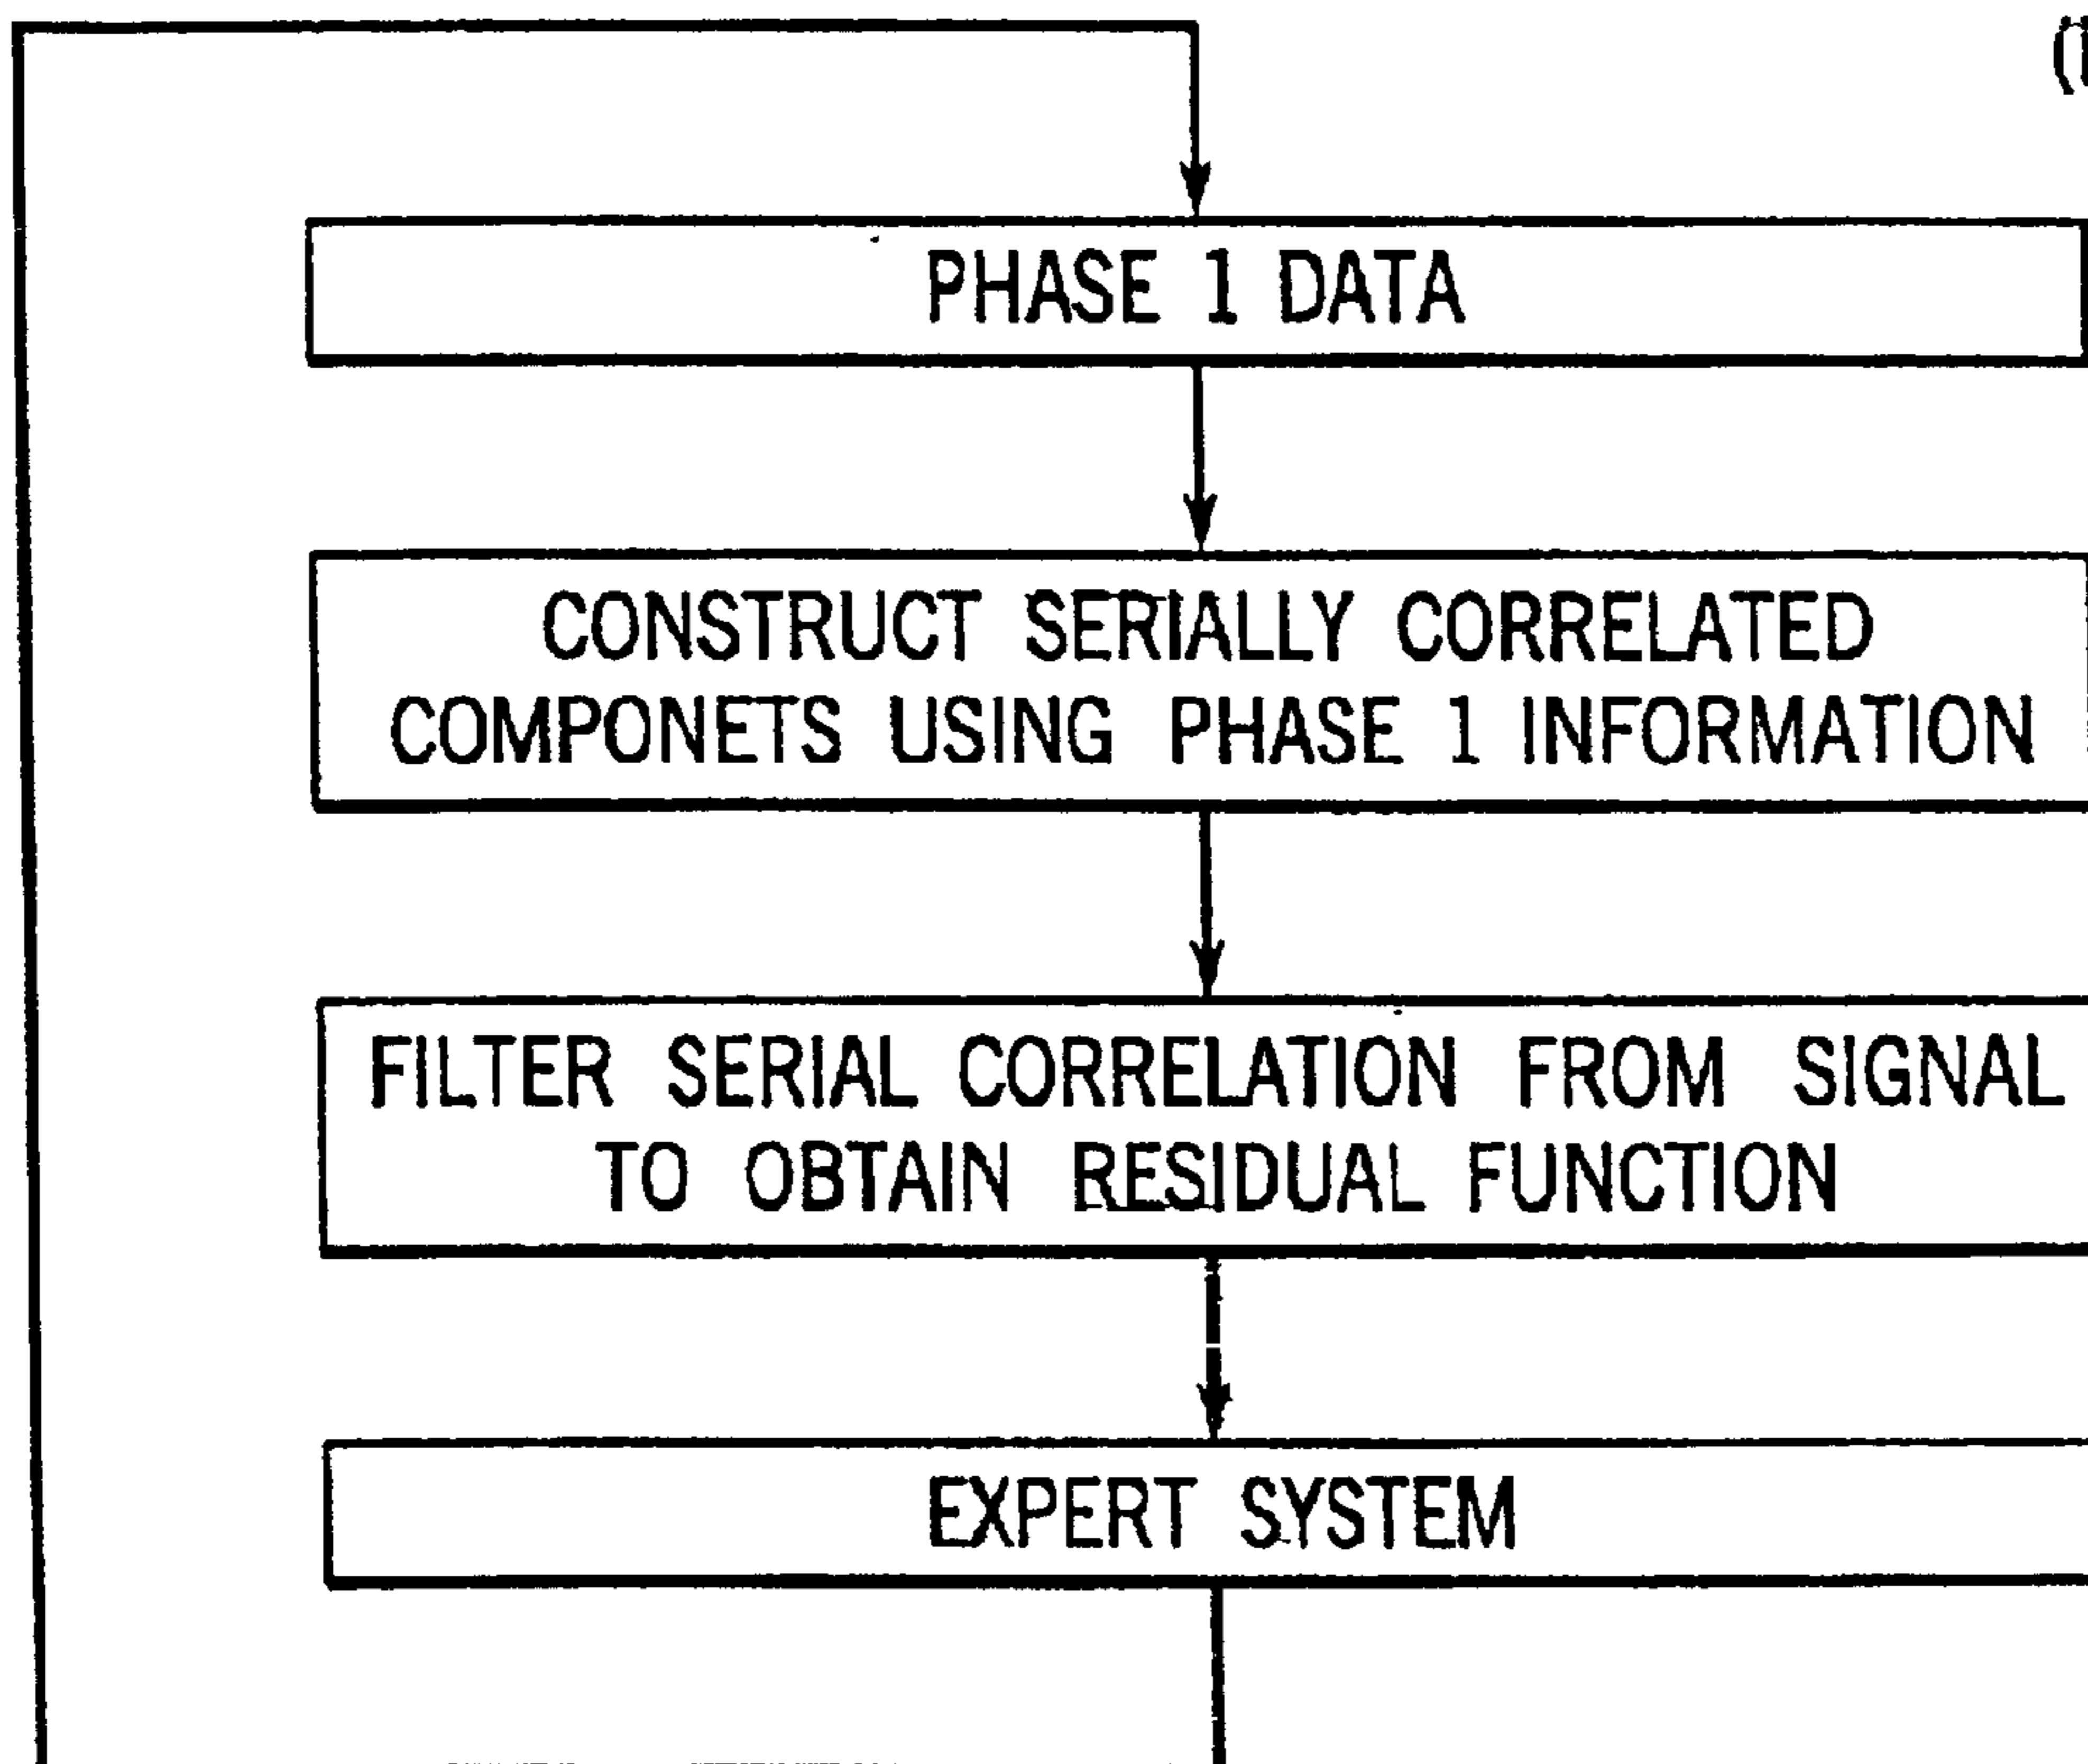 PHASE 1 DATA
CONSTRUCT SERIALLY CORRELATED
COMPONETS USING PHASE 1 INFORMATION
FILTER SERIAL CORRELATION FROM SIGNAL
TO OBTAIN RESIDUAL FUNCTION
EXPERT SYSTEM